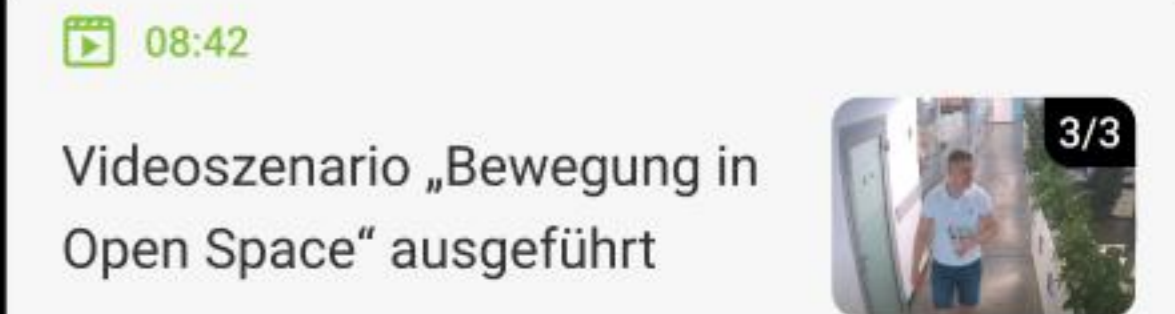 08:42
3/3
Videoszenario „Bewegung in
Open Space“ ausgeführt